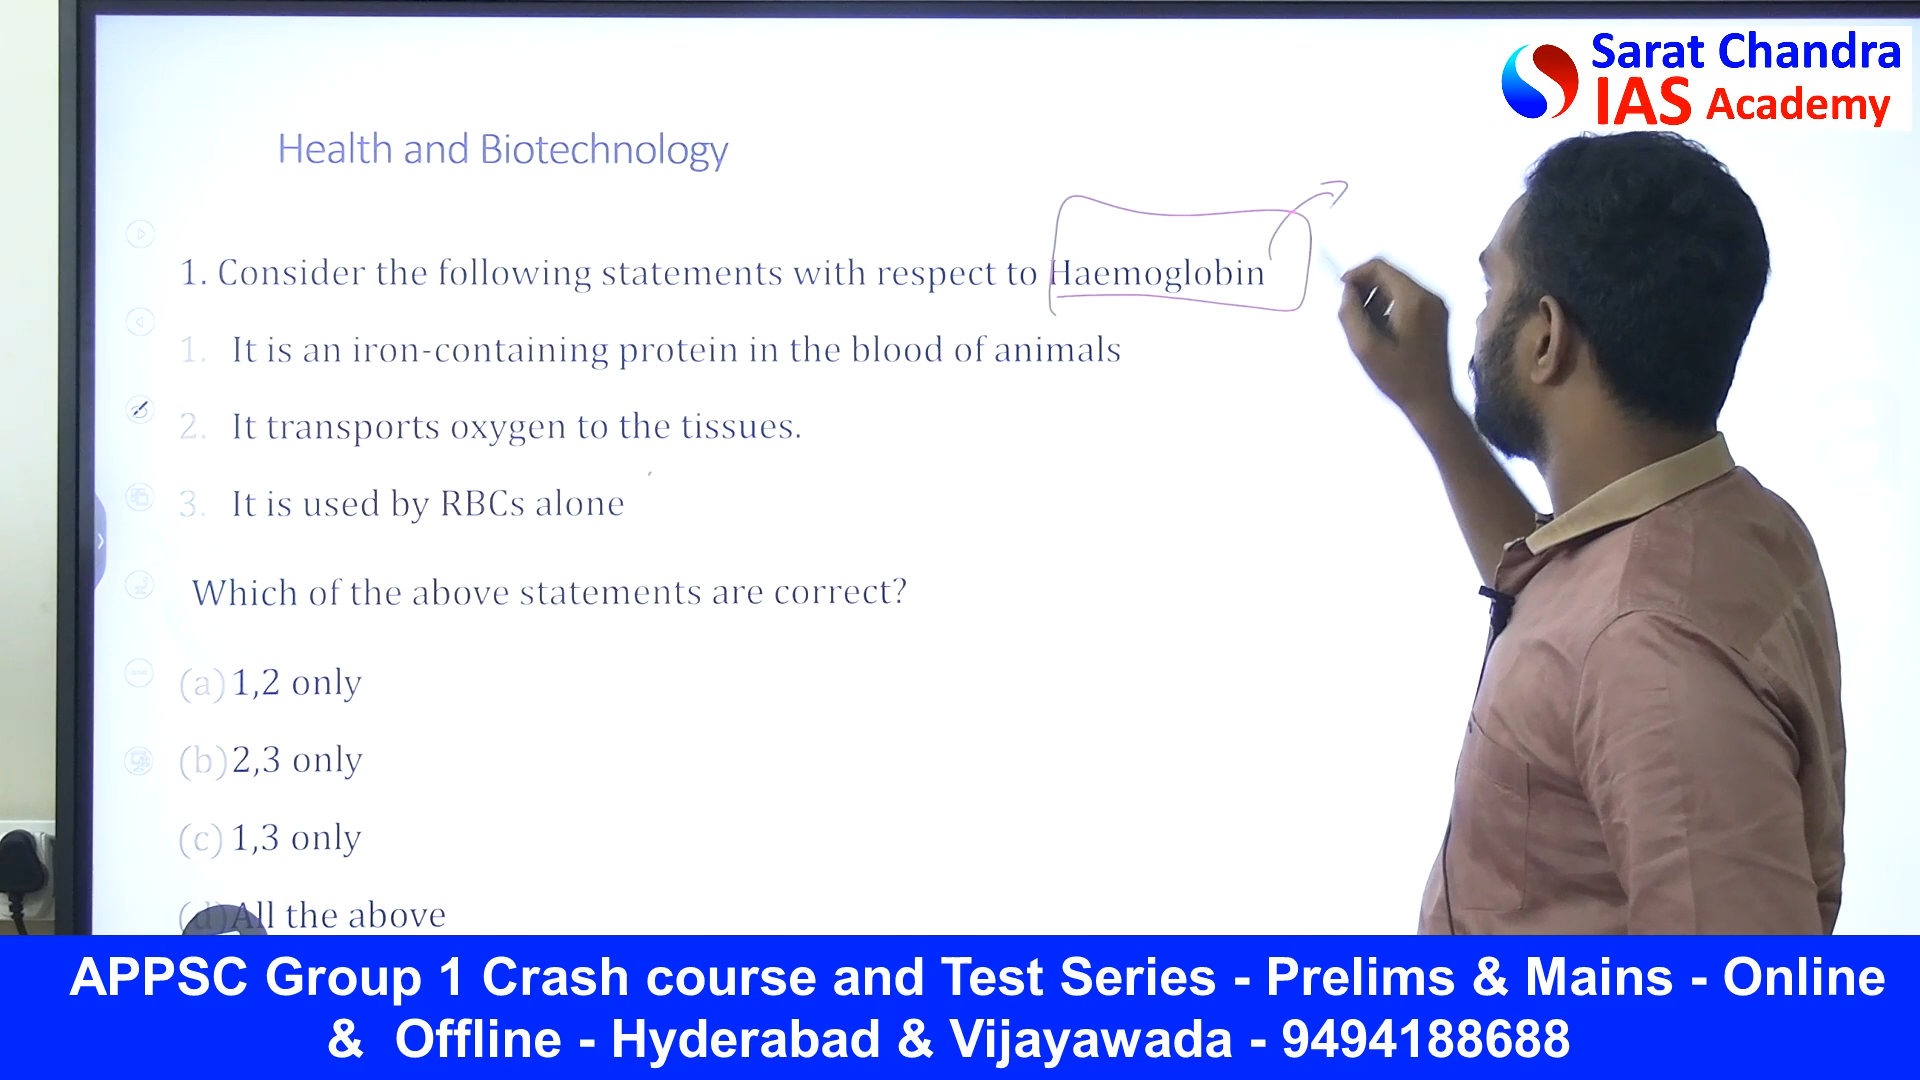 Sarat Chandra
IAS Academy
Health and Biotechnology
1. Consider the following statements with respect to Haemoglobin
1. It is an iron-containing protein in the blood of animals
2. It transports oxygen to the tissues.
3. It is used by RBCs alone
Which of the above statements are correct?
(a) 1,2 only
(b) 2,3 only
(c) 1,3 only
(d) All the above
APPSC Group 1 Crash course and Test Series - Prelims & Mains - Online
& Offline - Hyderabad & Vijayawada - 9494188688